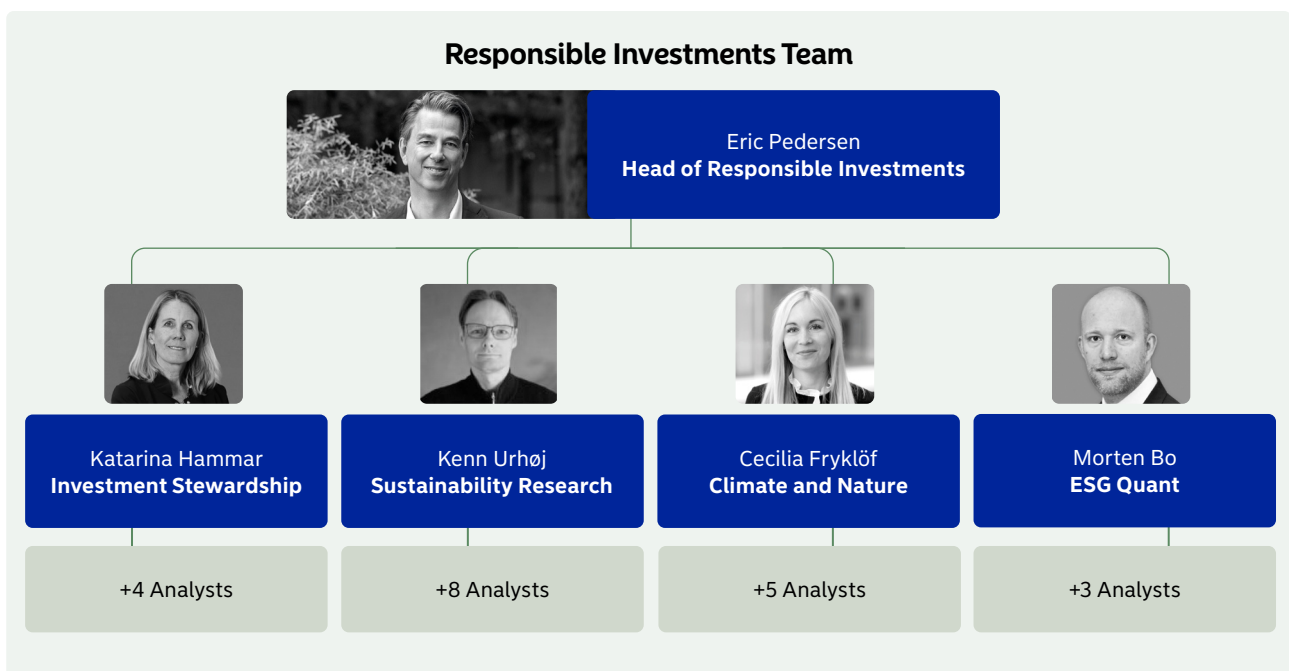 Responsible Investments Team
Eric Pedersen
Head of Responsible Investments
Katarina Hammar
Investment Stewardship
Kenn Urhøj
Sustainability Research
Cecilia Fryklöf
Climate and Nature
Morten Bo
ESG Quant
+4 Analysts
+8 Analysts
+5 Analysts
+3 Analysts